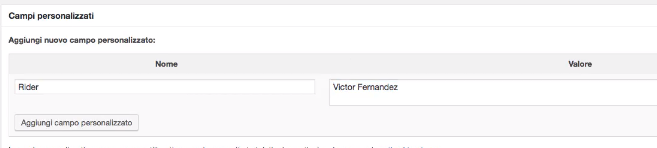 Campi personalizzati
Aggiungi nuovo campo personalizzato:
Nome Valore
Rider Victor Fernandez
Aggiungi campo personalizzato